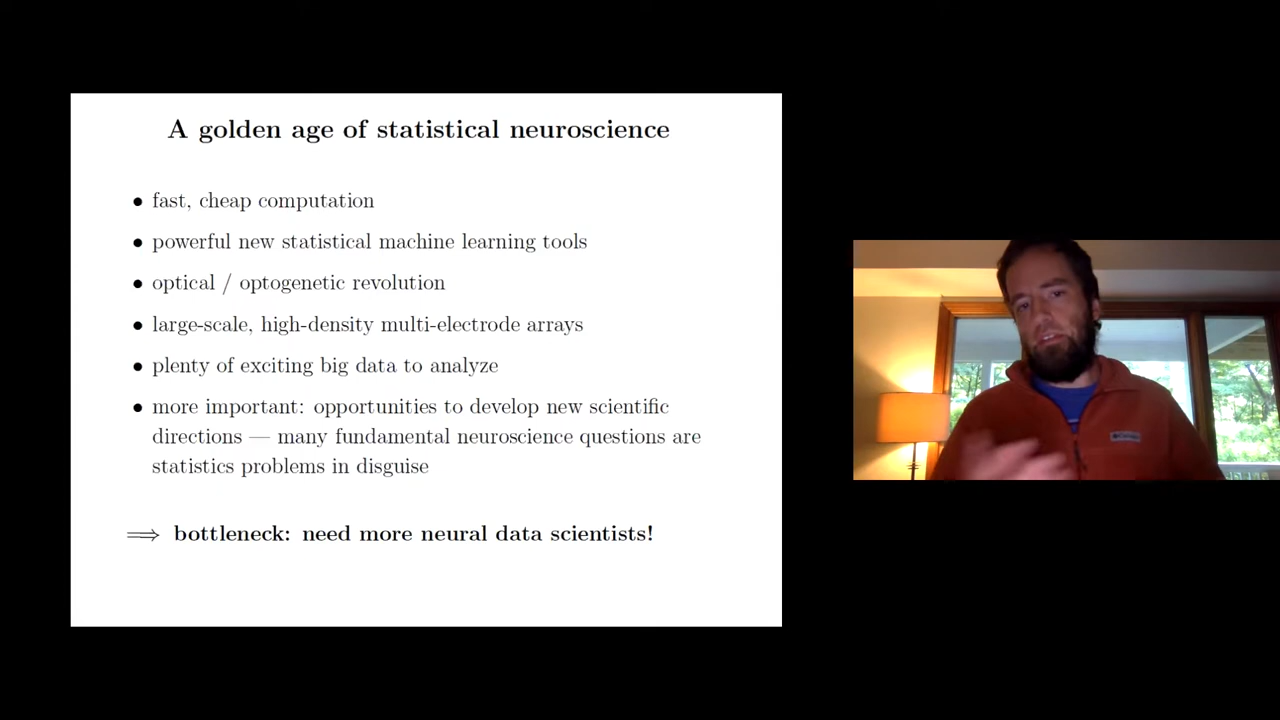 A golden age of statistical neuroscience
• fast, cheap computation
• powerful new statistical machine learning tools
• optical / optogenetic revolution
• large-scale, high-density multi-electrode arrays
• plenty of exciting big data to analyze
• more important: opportunities to develop new scientific
directions — many fundamental neuroscience questions are
statistics problems in disguise
⟹ bottleneck: need more neural data scientists!